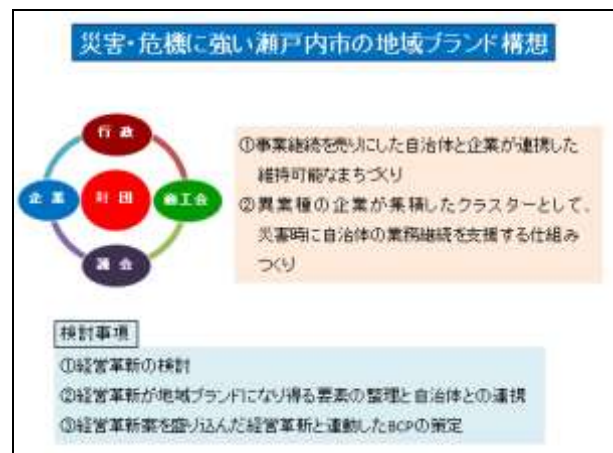 災害・危機に強い瀬戸内市の地域ブランド構想
行政
企業
財団
商工会
議会
①事業継続を売りにした自治体と企業が連携した
維持可能なまちづくり
②異業種の企業が集積したクラスターとして、
災害時に自治体の業務継続を支援する仕組み
づくり
検討事項
①経営革新の検討
②経営革新が地域ブランドになり得る要素の整理と自治体との連携
③経営革新案を盛り込んだ経営革新と連動したBCPの策定